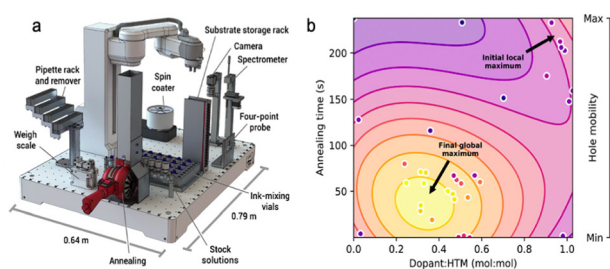 a
Substrate storage rack
Camera
Spectrometer
Pipette rack
and remover
Spin
coater
Four-point
probe
Weigh
scale
Ink-mixing
vials
Stock
solutions
Annealing
0.64 m
0.79 m
b
Annealing time (s)
200
150
100
50
0.0
0.2
0.4
0.6
0.8
1.0
Dopant:HTM (mol:mol)
Initial local
maximum
Final global
maximum
Max
Hole mobility
Min